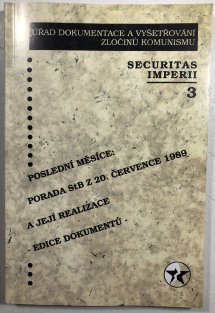 ÚŘAD DOKUMENTACE A VYŠETŘOVÁNÍ
ZLOČINŮ KOMUNISMU
SECURITAS
IMPERII
3
POSLEDNÍ MĚSÍCE:
PORADA StB Z 20. ČERVENCE 1989
A JEJÍ REALIZACE
- EDICE DOKUMENTŮ -